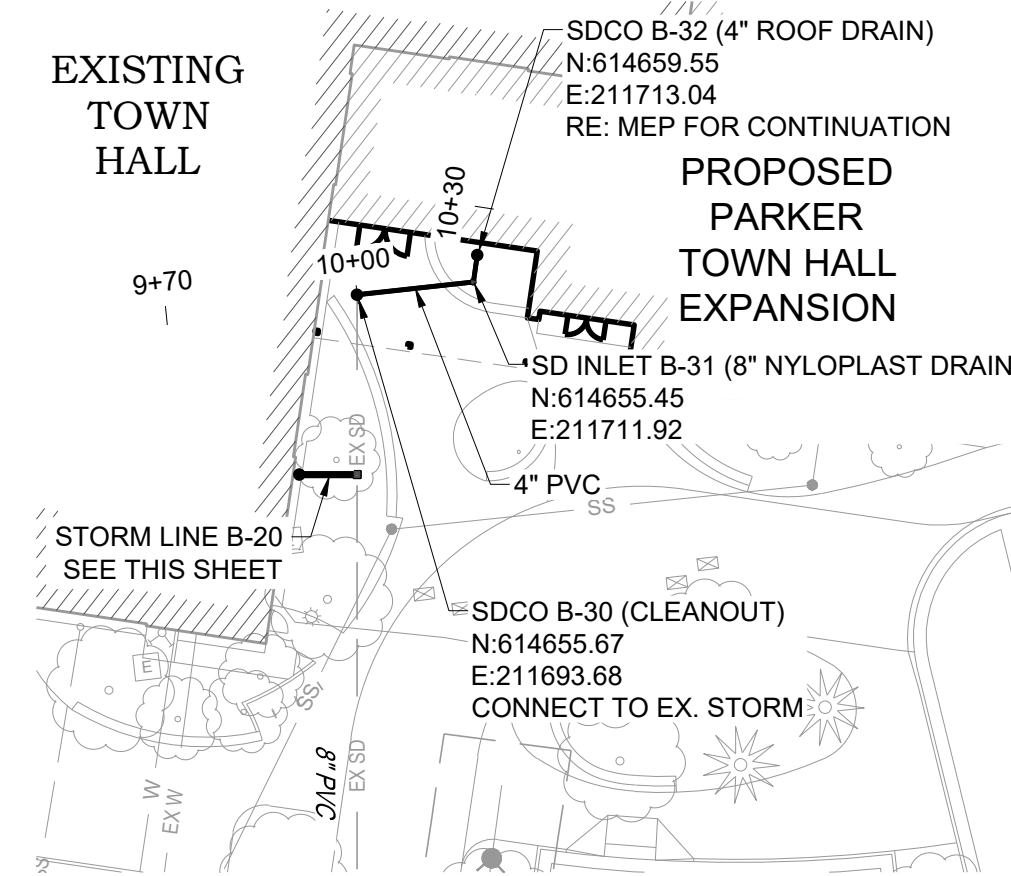 EXISTING
TOWN
HALL
SDCO B-32 (4" ROOF DRAIN)
N:614659.55
E:211713.04
RE: MEP FOR CONTINUATION
PROPOSED
PARKER
TOWN HALL
EXPANSION
10+30
10+00
9+70
SD INLET B-31 (8" NYLOPLAST DRAIN
N:614655.45
E:211711.92
EX SD
4" PVC
SS
STORM LINE B-20
SEE THIS SHEET
SDCO B-30 (CLEANOUT)
N:614655.67
E:211693.68
CONNECT TO EX. STORM
E
SS
8" PVC
EX SD
W
EX W
SS